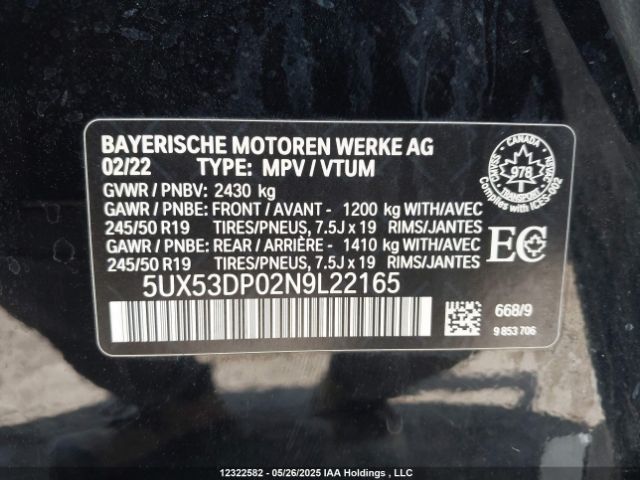 BAYERISCHE MOTOREN WERKE AG
02/22 TYPE: MPV / VTUM
GVWR / PNBV: 2430 kg
GAWR / PNBE: FRONT / AVANT - 1200 kg WITH/AVEC
245/50 R19 TIRES/PNEUS, 7.5J x 19 RIMS/JANTES
GAWR / PNBE: REAR / ARRIÈRE - 1410 kg WITH/AVEC
245/50 R19 TIRES/PNEUS, 7.5J x 19 RIMS/JANTES
5UX53DP02N9L22165
CANADA
CMVSS NSVAC
978
TRANSPORT
Complies with ICES-002
EC
668/9
9 853 706
12322582 - 05/26/2025 IAA Holdings , LLC